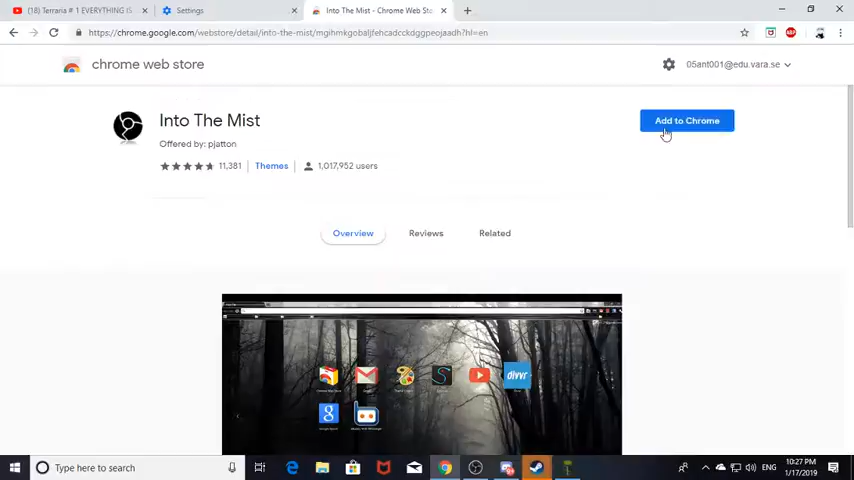 (18) Terraria # 1 EVERYTHING IS
Settings
Into The Mist - Chrome Web Sto
https://chrome.google.com/webstore/detail/into-the-mist/mgihmkgobaljfehcadcckdggpeojaadh?hl=en
ABP
chrome web store
05ant001@edu.vara.se
Into The Mist
Add to Chrome
Offered by: pjatton
11,381
Themes
1,017,952 users
Overview
Reviews
Related
divvr
Type here to search
ENG
10:27 PM
1/17/2019